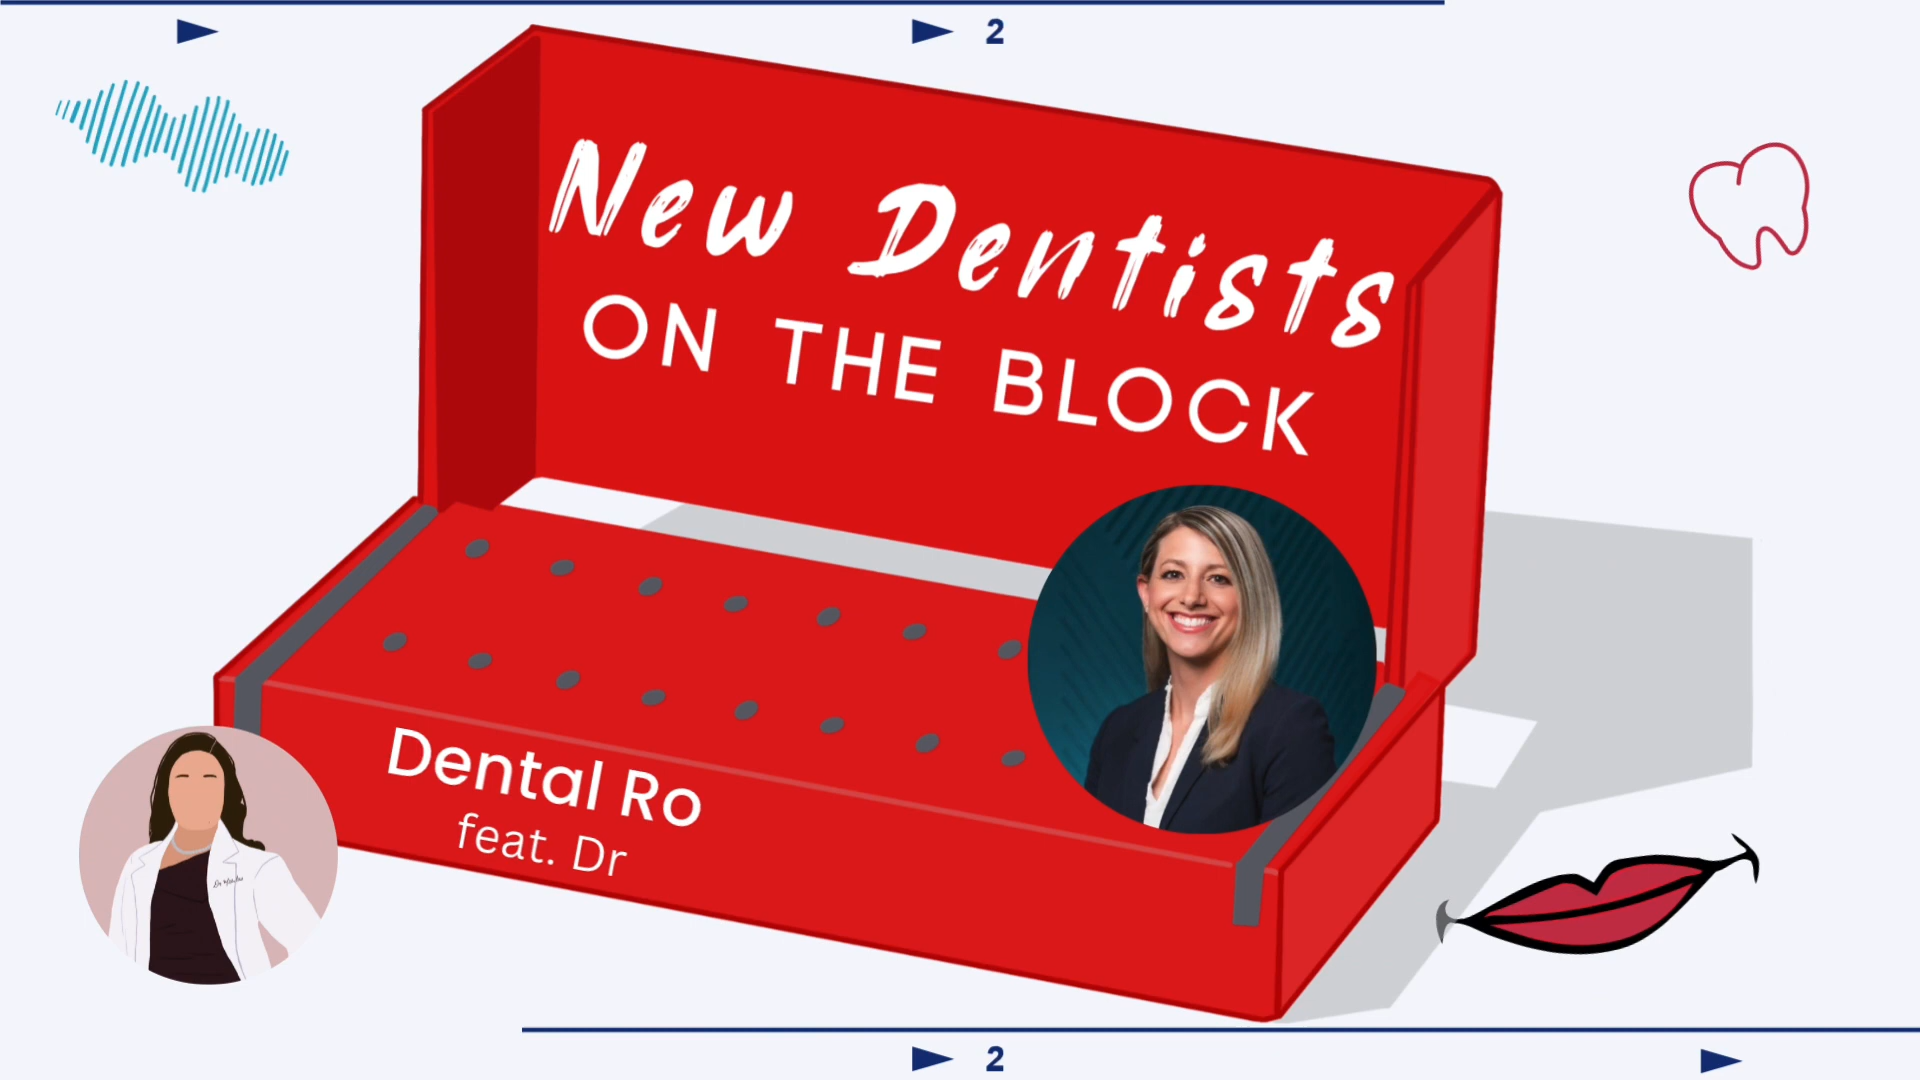 2
New Dentists
ON THE BLOCK
Dental Ro
feat. Dr
2